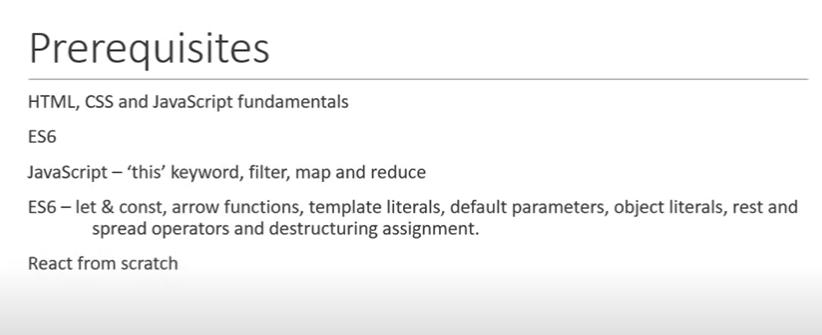 Prerequisites
HTML, CSS and JavaScript fundamentals
ES6
JavaScript – ‘this’ keyword, filter, map and reduce
ES6 – let & const, arrow functions, template literals, default parameters, object literals, rest and
spread operators and destructuring assignment.
React from scratch